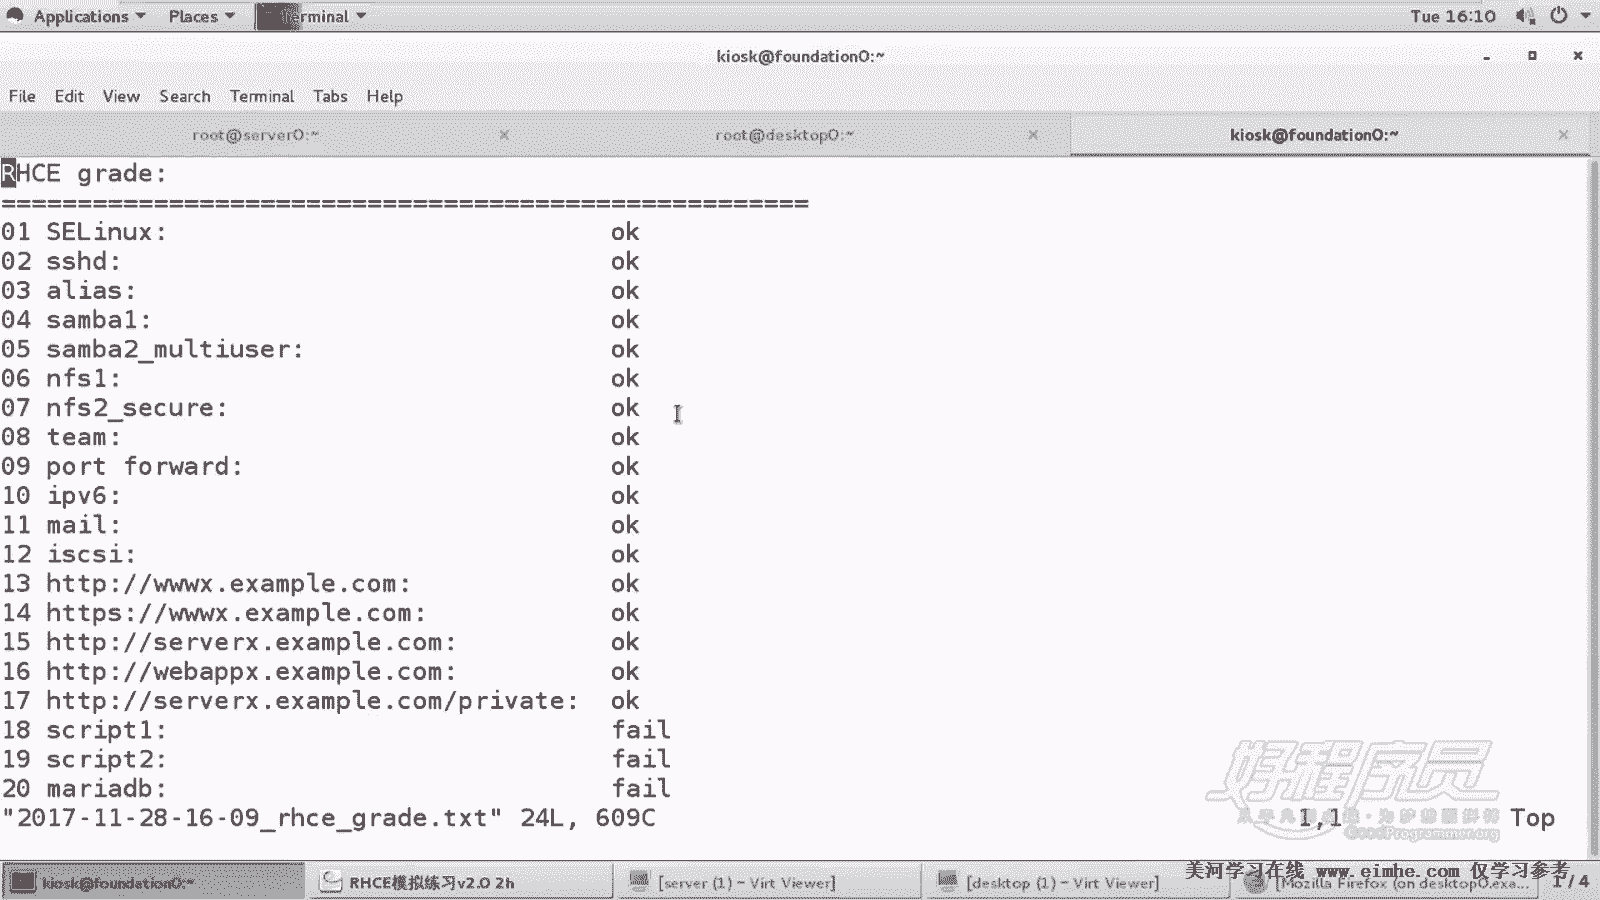 Applications Places Terminal Tue 16:10
kiosk@foundation0:~
File Edit View Search Terminal Tabs Help
root@server0:~ root@desktop0:~ kiosk@foundation0:~
RHCE grade:
=====================================================
01 SELinux: ok
02 sshd: ok
03 alias: ok
04 samba1: ok
05 samba2_multiuser: ok
06 nfs1: ok
07 nfs2_secure: ok
08 team: ok
09 port forward: ok
10 ipv6: ok
11 mail: ok
12 iscsi: ok
13 http://wwwx.example.com: ok
14 https://wwwx.example.com: ok
15 http://serverx.example.com: ok
16 http://webappx.example.com: ok
17 http://serverx.example.com/private: ok
18 script1: fail
19 script2: fail
20 mariadb: fail
"2017-11-28-16-09_rhce_grade.txt" 24L, 609C 1,1 Top
好程序员
GoodProgrammer.org
美河学习在线 www.eimhe.com 仅学习参考
kiosk@foundation0:~ RHCE模拟练习v2.0 2h [server (1) - Virt Viewer] [desktop (1) - Virt Viewer] [Mozilla Firefox (on desktop0.exa... 1 / 4